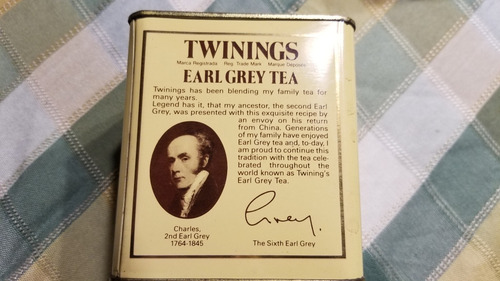 TWININGS
Marca Registrada Reg. Trade Mark Marque Déposée
EARL GREY TEA
Twinings has been blending my family tea for
many years.
Legend has it, that my ancestor, the second Earl
Grey, was presented with this exquisite recipe by
an envoy on his return
from China. Generations
of my family have enjoyed
Earl Grey tea and, to-day, I
am proud to continue this
tradition with the tea cele-
brated throughout the
world known as Twining's
Earl Grey Tea.
Charles,
2nd Earl Grey
1764-1845
Grey.
The Sixth Earl Grey